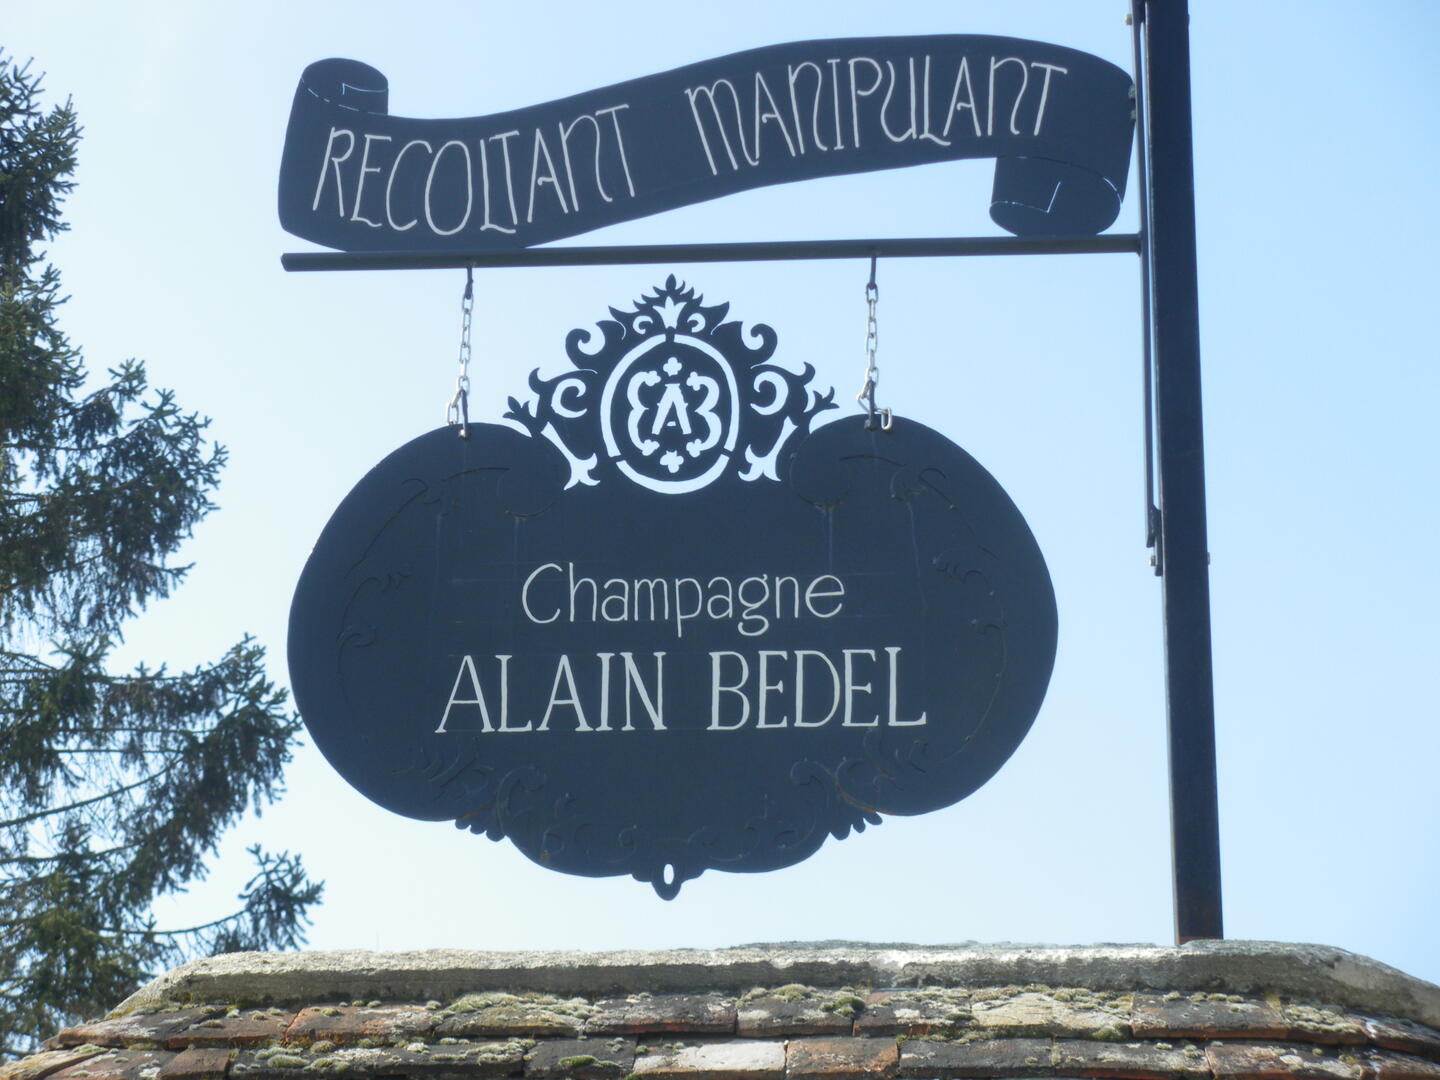 RECOLTANT MANIPULANT
A
Champagne
ALAIN BEDEL